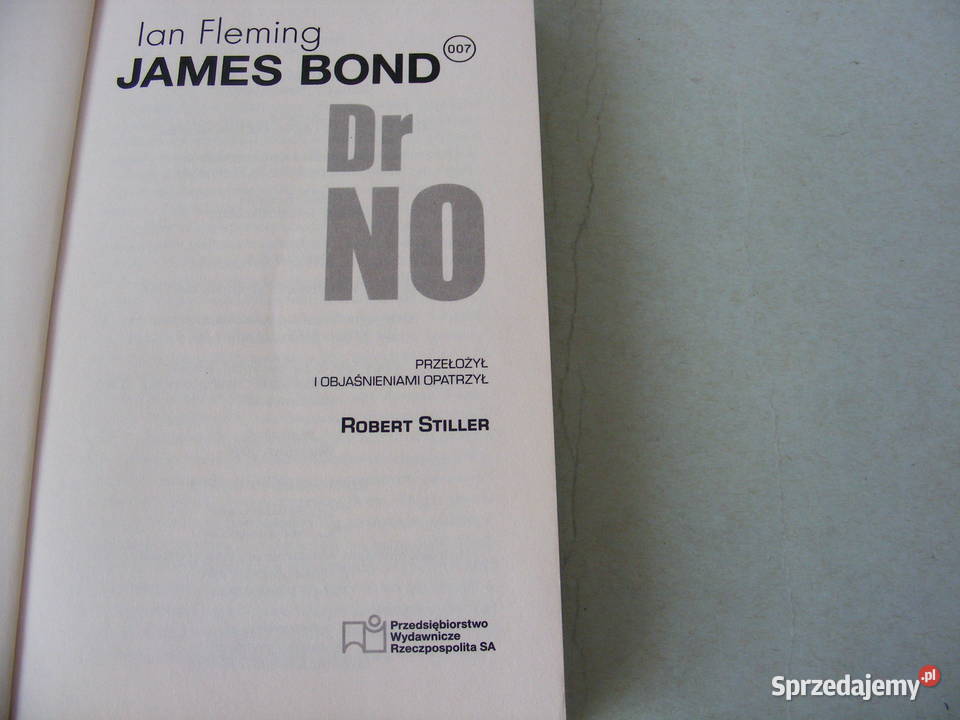 Ian Fleming
JAMES BOND 007
Dr
NO
PRZEŁOŻYŁ
I OBJAŚNIENIAMI OPATRZYŁ
ROBERT STILLER
Przedsiębiorstwo
Wydawnicze
Rzeczpospolita SA
Sprzedajemy.pl